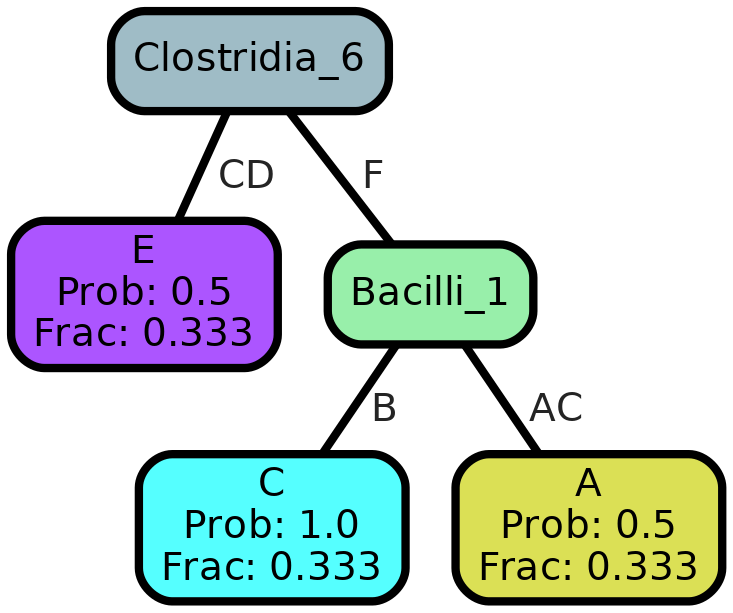 Clostridia_6
CD
F
E
Prob: 0.5
Frac: 0.333
Bacilli_1
B
AC
C
Prob: 1.0
Frac: 0.333
A
Prob: 0.5
Frac: 0.333